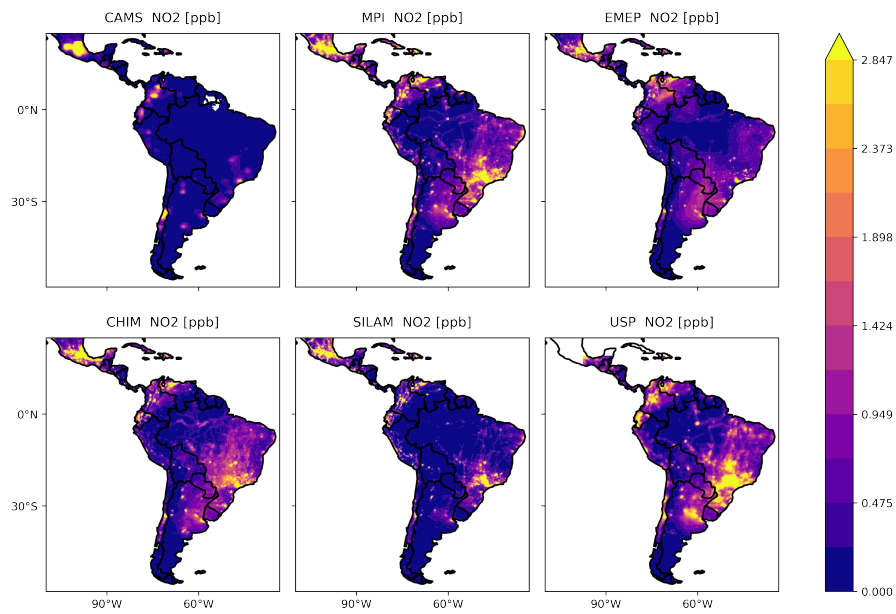 CAMS NO2 [ppb]
MPI NO2 [ppb]
EMEP NO2 [ppb]
0°N
30°S
CHIM NO2 [ppb]
SILAM NO2 [ppb]
USP NO2 [ppb]
0°N
30°S
90°W
60°W
90°W
60°W
90°W
60°W
2.847
2.373
1.898
1.424
0.949
0.475
0.000